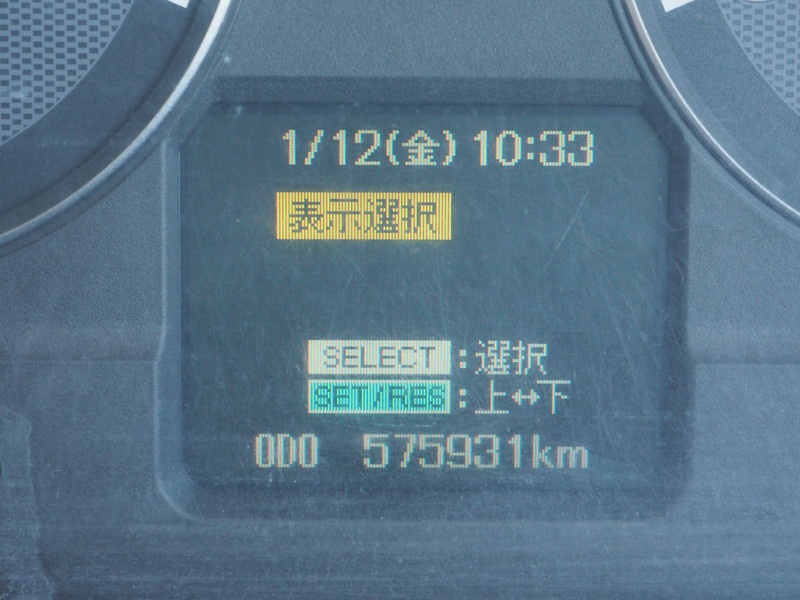 1/12(金) 10:33
表示選択
SELECT :選択
SET/RES :上↔下
ODO 575931km